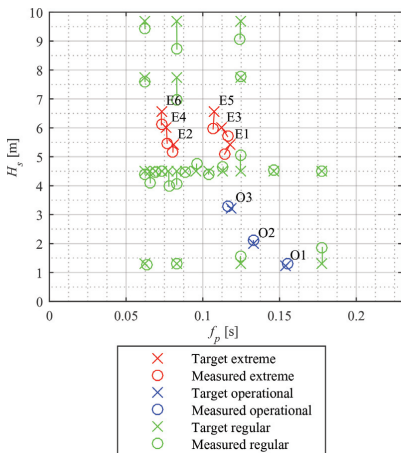 10
9
8
7
6
5
4
3
2
1
0
H_s [m]
E6
E5
E4
E3
E2
E1
O3
O2
O1
0
0.05
0.1
0.15
0.2
f_p [s]
Target extreme
Measured extreme
Target operational
Measured operational
Target regular
Measured regular